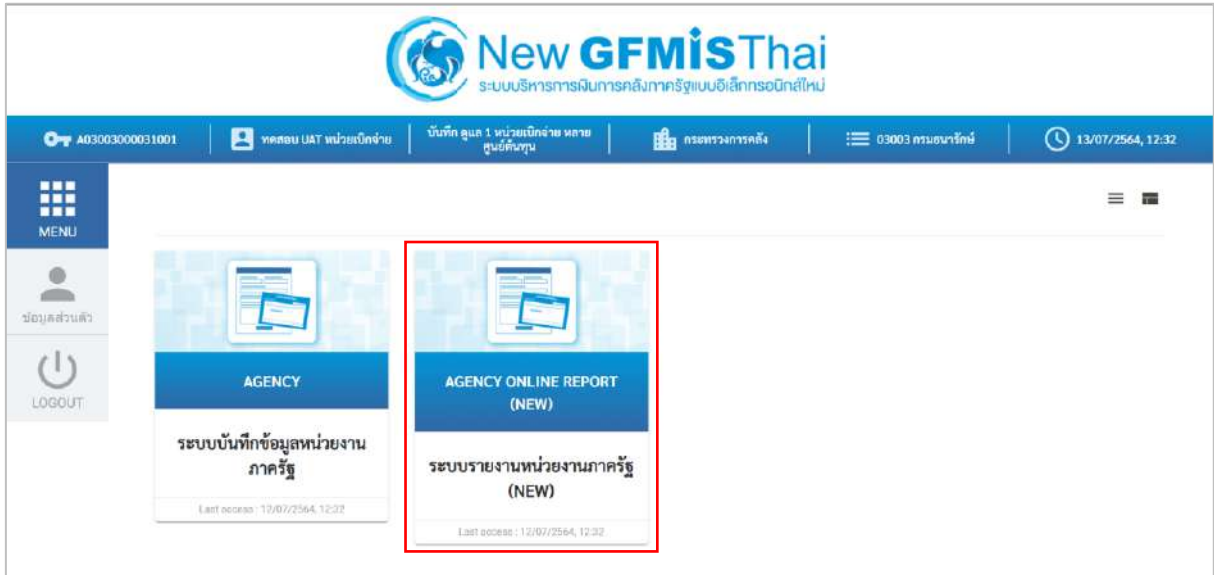 New GFMIS Thai
ระบบบริหารการเงินการคลังภาครัฐแบบอิเล็กทรอนิกส์ใหม่
A03003000031001
ทดสอบ UAT หน่วยเบิกจ่าย
บันทึก ดูแล 1 หน่วยเบิกจ่าย หลาย
ศูนย์ต้นทุน
กระทรวงการคลัง
03003 กรมธนารักษ์
13/07/2564, 12:32
MENU
ข้อมูลส่วนตัว
LOGOUT
AGENCY
ระบบบันทึกข้อมูลหน่วยงาน
ภาครัฐ
Last access : 12/07/2564, 12:32
AGENCY ONLINE REPORT
(NEW)
ระบบรายงานหน่วยงานภาครัฐ
(NEW)
Last access : 12/07/2564, 12:32